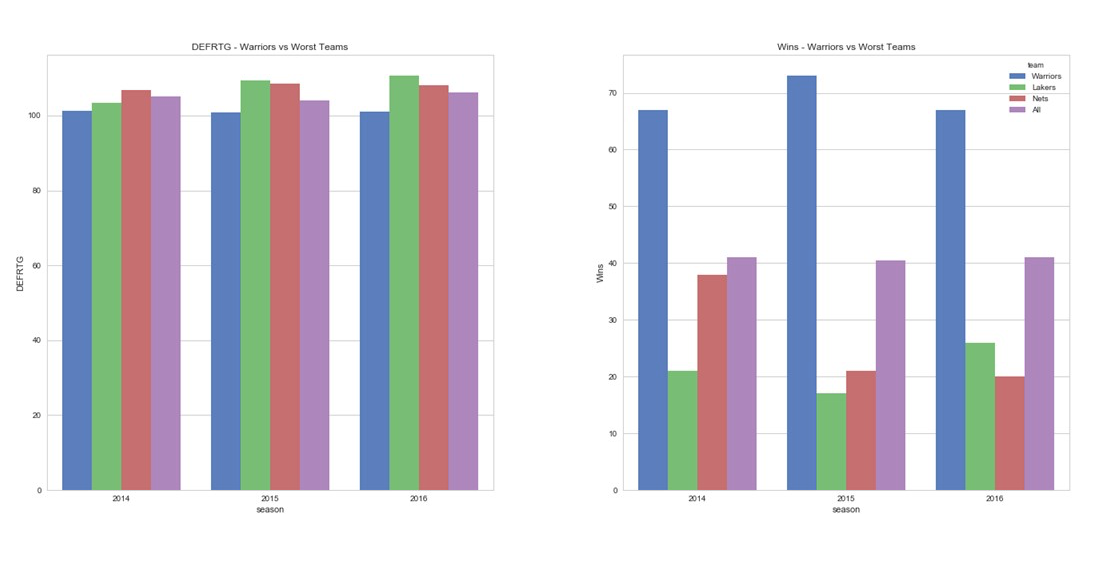 DEFRTG - Warriors vs Worst Teams
100
80
60
40
20
0
DEFRTG
2014
2015
2016
season
Wins - Warriors vs Worst Teams
team
Warriors
Lakers
Nets
All
70
60
50
40
30
20
10
0
Wins
2014
2015
2016
season